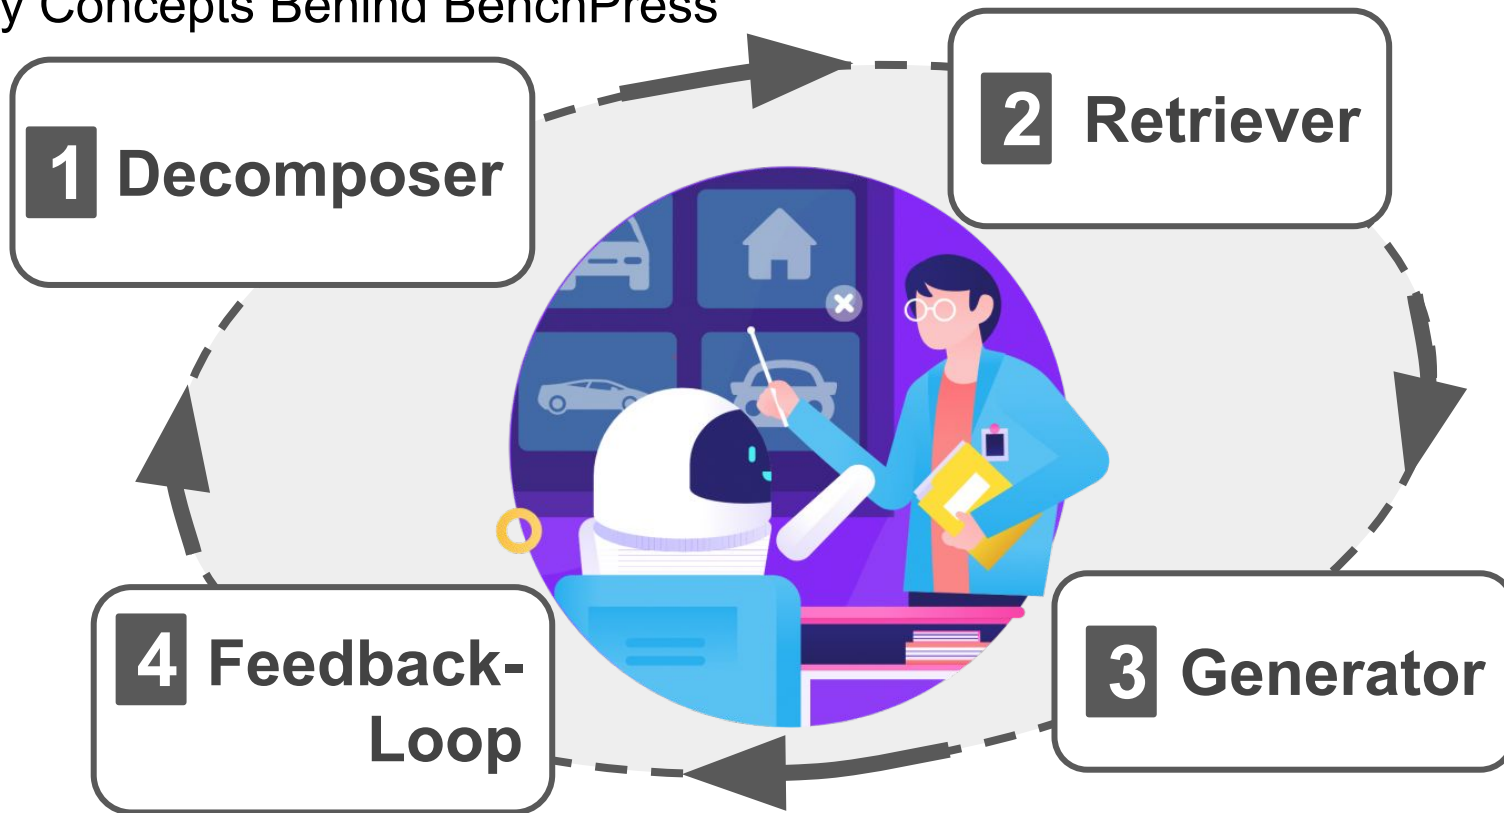 y Concepts Behind BenchPress
1 Decomposer
2 Retriever
3 Generator
4 Feedback-
Loop